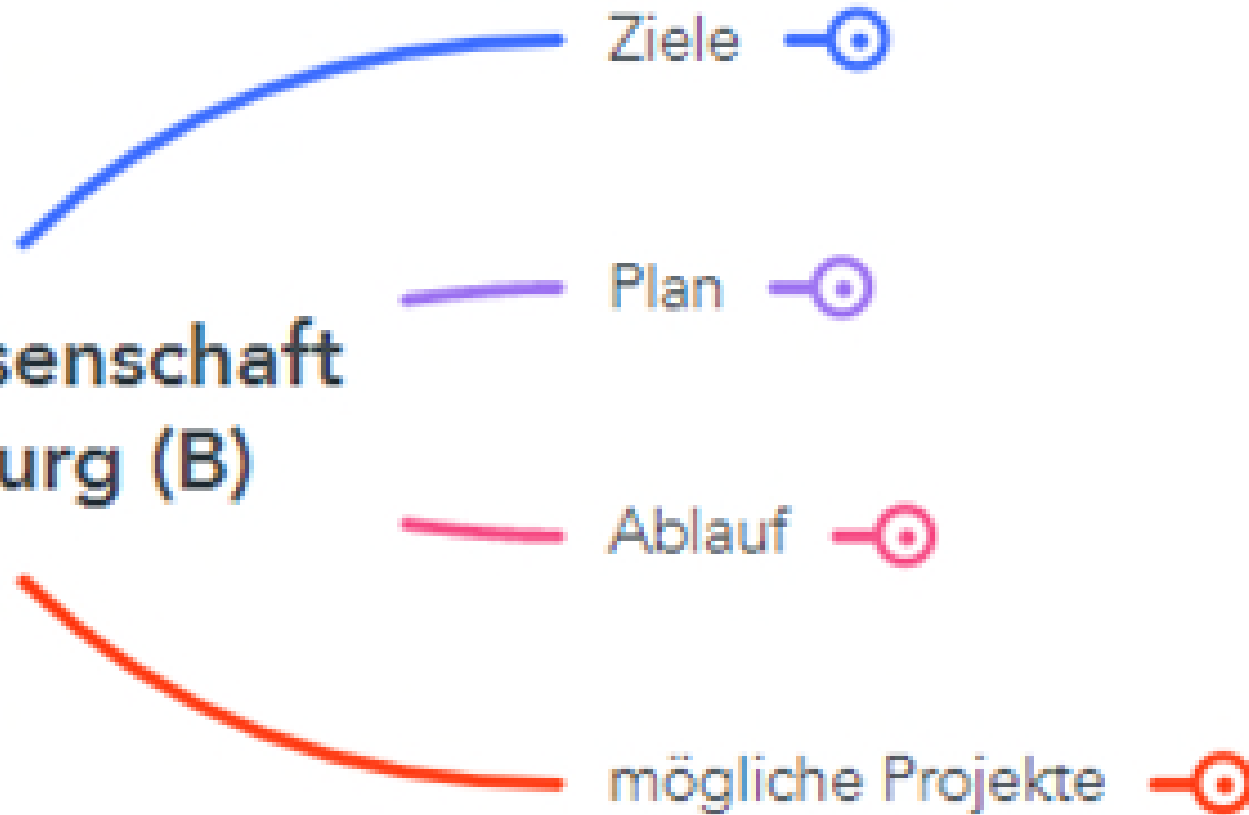 Ziele
Plan
senschaft
urg (B)
Ablauf
mögliche Projekte